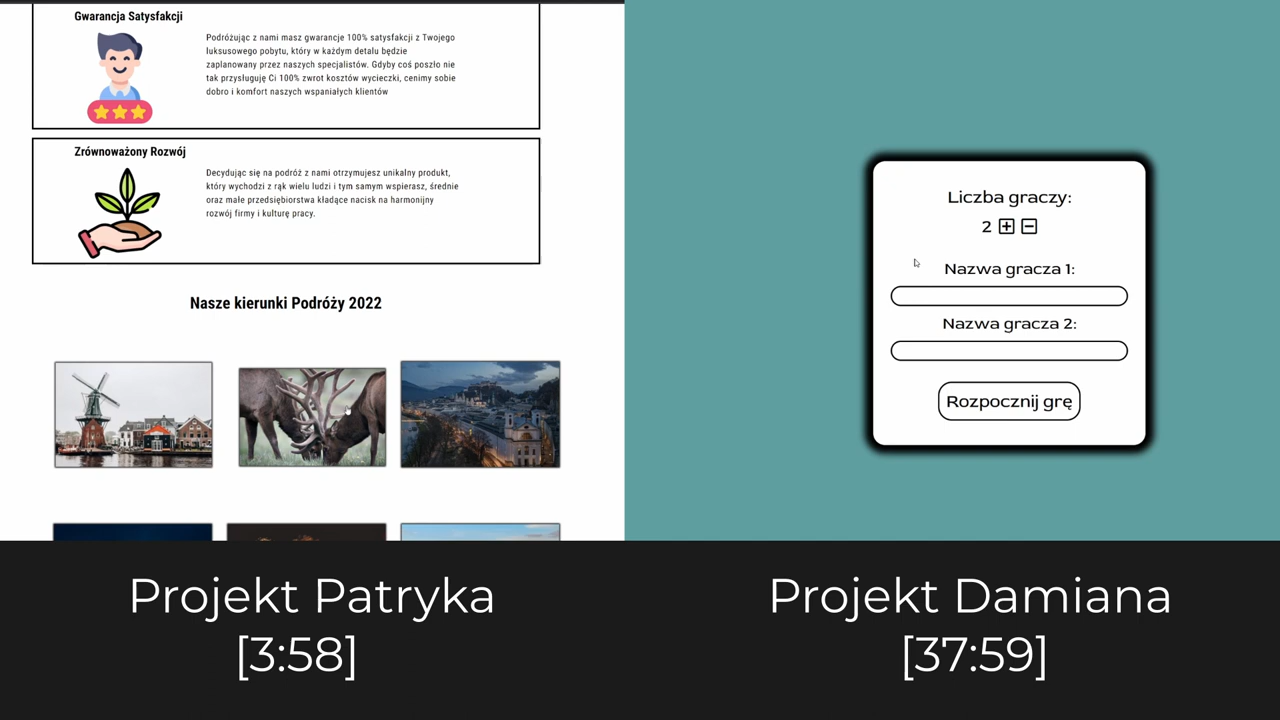 Gwarancja Satysfakcji
Podróżując z nami masz gwarancje 100% satysfakcji z Twojego
luksusowego pobytu, który w każdym detalu będzie
zaplanowany przez naszych specjalistów. Gdyby coś poszło nie
tak przysługuję Ci 100% zwrot kosztów wycieczki, cenimy sobie
dobro i komfort naszych wspaniałych klientów
Zrównoważony Rozwój
Decydując się na podróż z nami otrzymujesz unikalny produkt,
który wychodzi z rąk wielu ludzi i tym samym wspierasz, średnie
oraz małe przedsiębiorstwa kładące nacisk na harmonijny
rozwój firmy i kulturę pracy.
Nasze kierunki Podróży 2022
Liczba graczy:
2 + −
Nazwa gracza 1:
Nazwa gracza 2:
Rozpocznij grę
Projekt Patryka
[3:58]
Projekt Damiana
[37:59]